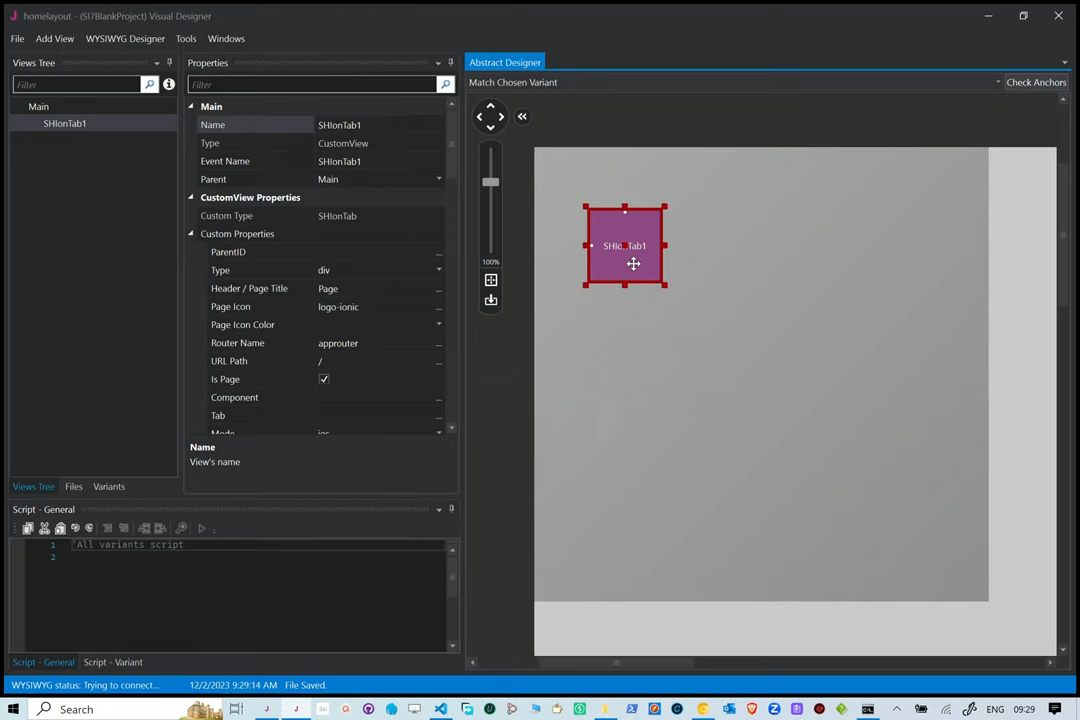 homelayout - (SI7BlankProject) Visual Designer
File Add View WYSIWYG Designer Tools Windows
Views Tree
Filter
Main
SHIonTab1
Properties
Filter
Main
Name SHIonTab1
Type CustomView
Event Name SHIonTab1
Parent Main
CustomView Properties
Custom Type SHIonTab
Custom Properties
ParentID ...
Type div
Header / Page Title Page
Page Icon logo-ionic
Page Icon Color
Router Name approuter ...
URL Path / ...
Is Page
Component ...
Tab ...
Mode ios
Name
View's name
Views Tree Files Variants
Script - General
1 'All variants script
2
Script - General Script - Variant
Abstract Designer
Match Chosen Variant
Check Anchors
100%
WYSIWYG status: Trying to connect... 12/2/2023 9:29:14 AM File Saved.
Search
ENG 09:29